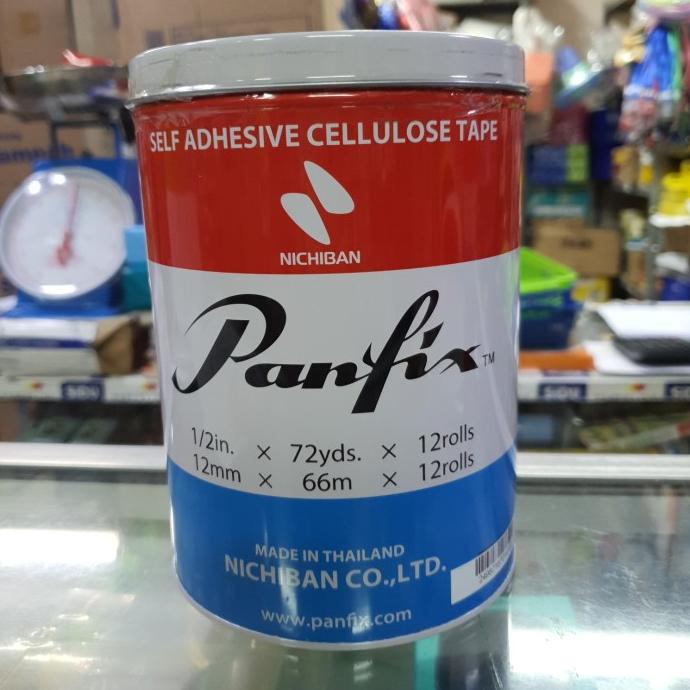 SELF ADHESIVE CELLULOSE TAPE
NICHIBAN
Panfix™
1/2in. × 72yds. × 12rolls
12mm × 66m × 12rolls
MADE IN THAILAND
NICHIBAN CO.,LTD.
www.panfix.com